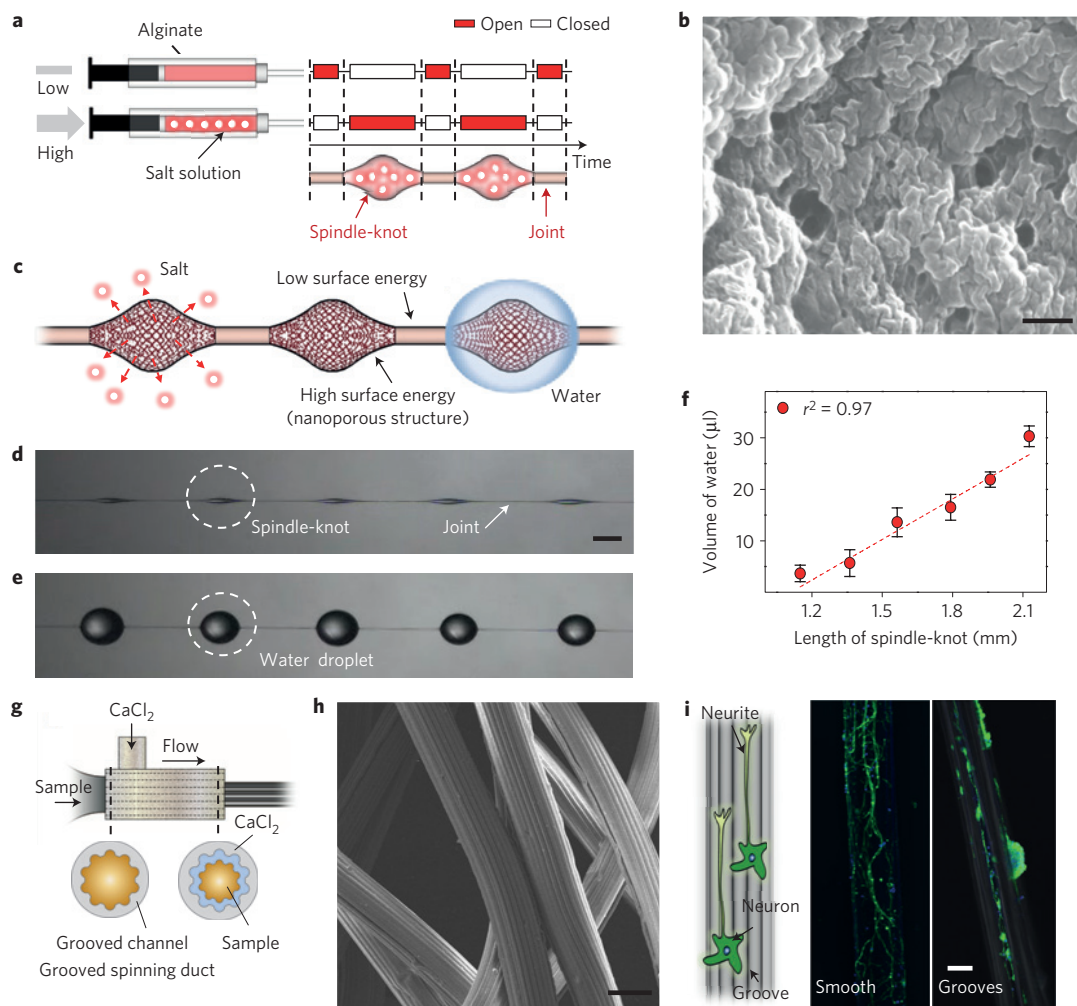 a
Alginate
Open
Closed
Low
High
Salt solution
Time
Spindle-knot
Joint
b
c
Salt
Low surface energy
High surface energy
(nanoporous structure)
Water
d
Spindle-knot
Joint
e
Water droplet
f
r² = 0.97
Volume of water (µl)
30
20
10
1.2
1.5
1.8
2.1
Length of spindle-knot (mm)
g
CaCl₂
Flow
Sample
CaCl₂
Grooved channel
Sample
Grooved spinning duct
h
i
Neurite
Neuron
Groove
Smooth
Grooves